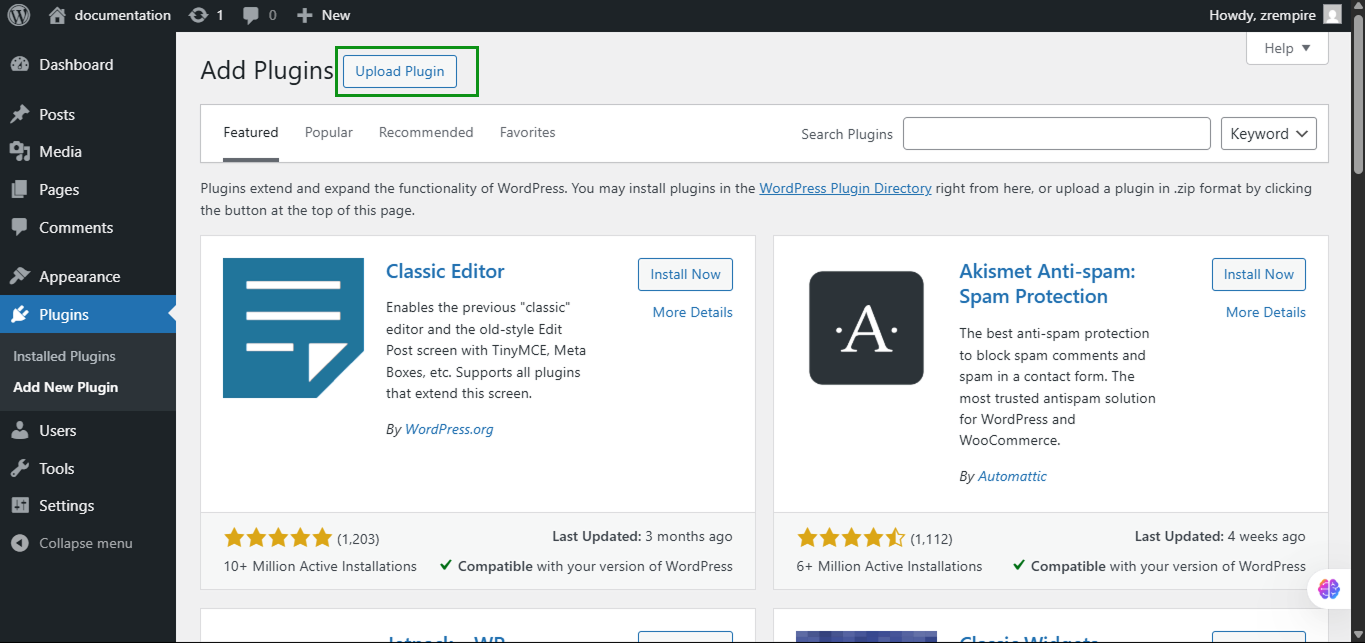 documentation
1
0
New
Howdy, zrempire
Dashboard
Posts
Media
Pages
Comments
Appearance
Plugins
Installed Plugins
Add New Plugin
Users
Tools
Settings
Collapse menu
Add Plugins
Upload Plugin
Help
Featured
Popular
Recommended
Favorites
Search Plugins
Keyword
Plugins extend and expand the functionality of WordPress. You may install plugins in the WordPress Plugin Directory right from here, or upload a plugin in .zip format by clicking
the button at the top of this page.
Classic Editor
Install Now
More Details
Enables the previous "classic"
editor and the old-style Edit
Post screen with TinyMCE, Meta
Boxes, etc. Supports all plugins
that extend this screen.
By WordPress.org
(1,203)
Last Updated: 3 months ago
10+ Million Active Installations
Compatible with your version of WordPress
·A·
Akismet Anti-spam:
Spam Protection
Install Now
More Details
The best anti-spam protection
to block spam comments and
spam in a contact form. The
most trusted antispam solution
for WordPress and
WooCommerce.
By Automattic
(1,112)
Last Updated: 4 weeks ago
6+ Million Active Installations
Compatible with your version of WordPress
Jetpack – WP
Classic Widgets